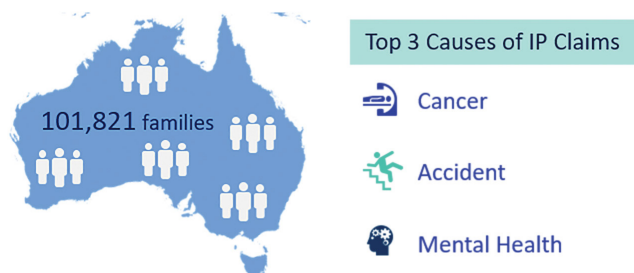 101,821 families
Top 3 Causes of IP Claims
Cancer
Accident
Mental Health